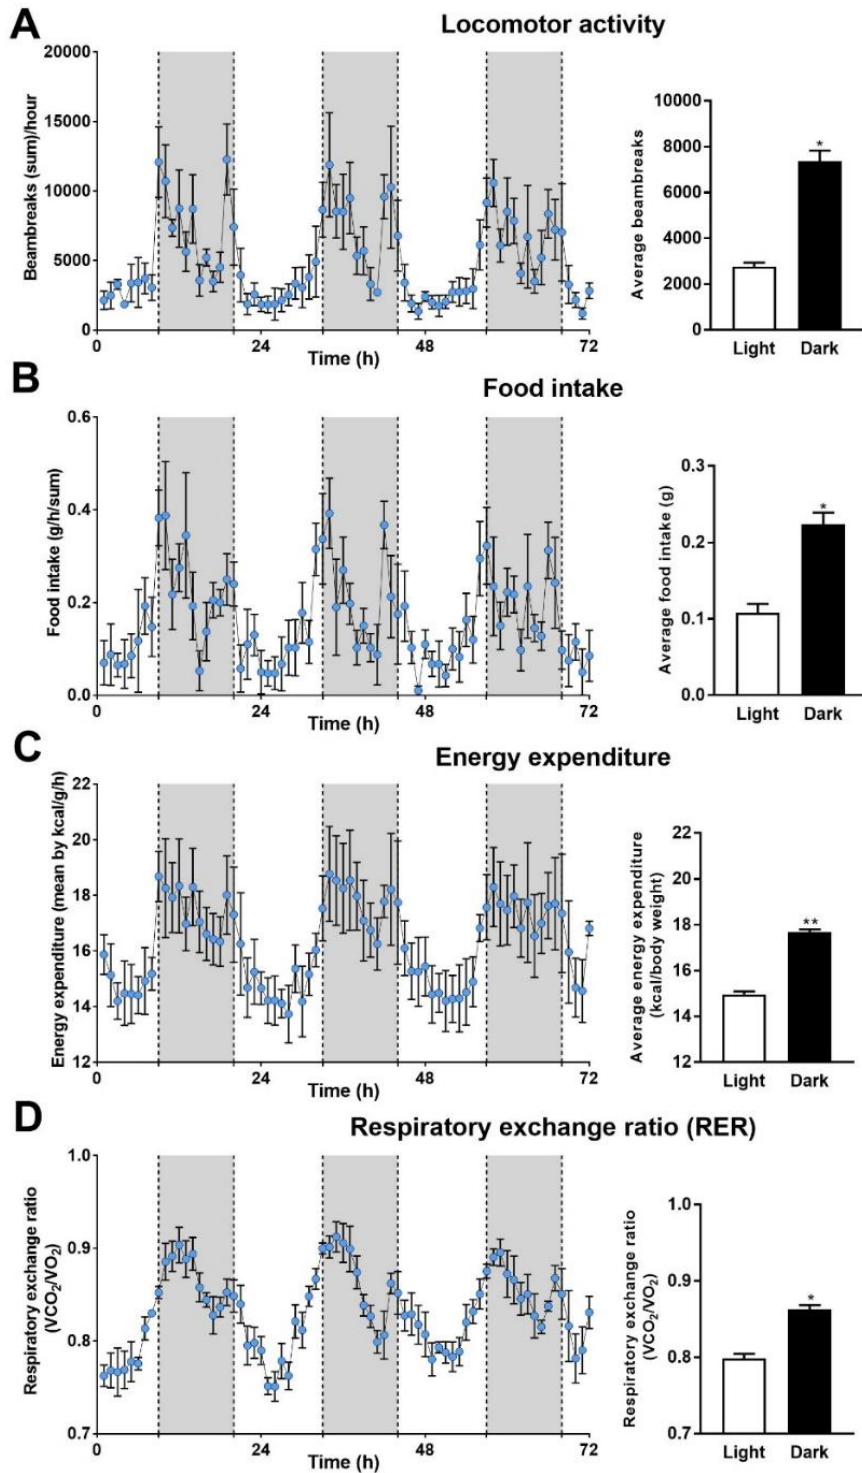 A
Locomotor activity
Beambreaks (sum)/hour
20000
15000
10000
5000
0
0
24
48
72
Time (h)
Average beambreaks
10000
8000
6000
4000
2000
0
*
Light
Dark
B
Food intake
Food intake (g/h/sum)
0.6
0.4
0.2
0.0
0
24
48
72
Time (h)
Average food intake (g)
0.3
0.2
0.1
0.0
*
Light
Dark
C
Energy expenditure
Energy expenditure (mean by kcal/g/h)
22
20
18
16
14
12
0
24
48
72
Time (h)
Average energy expenditure
(kcal/body weight)
22
20
18
16
14
12
**
Light
Dark
D
Respiratory exchange ratio (RER)
Respiratory exchange ratio
(VCO₂/VO₂)
1.0
0.9
0.8
0.7
0
24
48
72
Time (h)
Respiratory exchange ratio
(VCO₂/VO₂)
1.0
0.9
0.8
0.7
*
Light
Dark